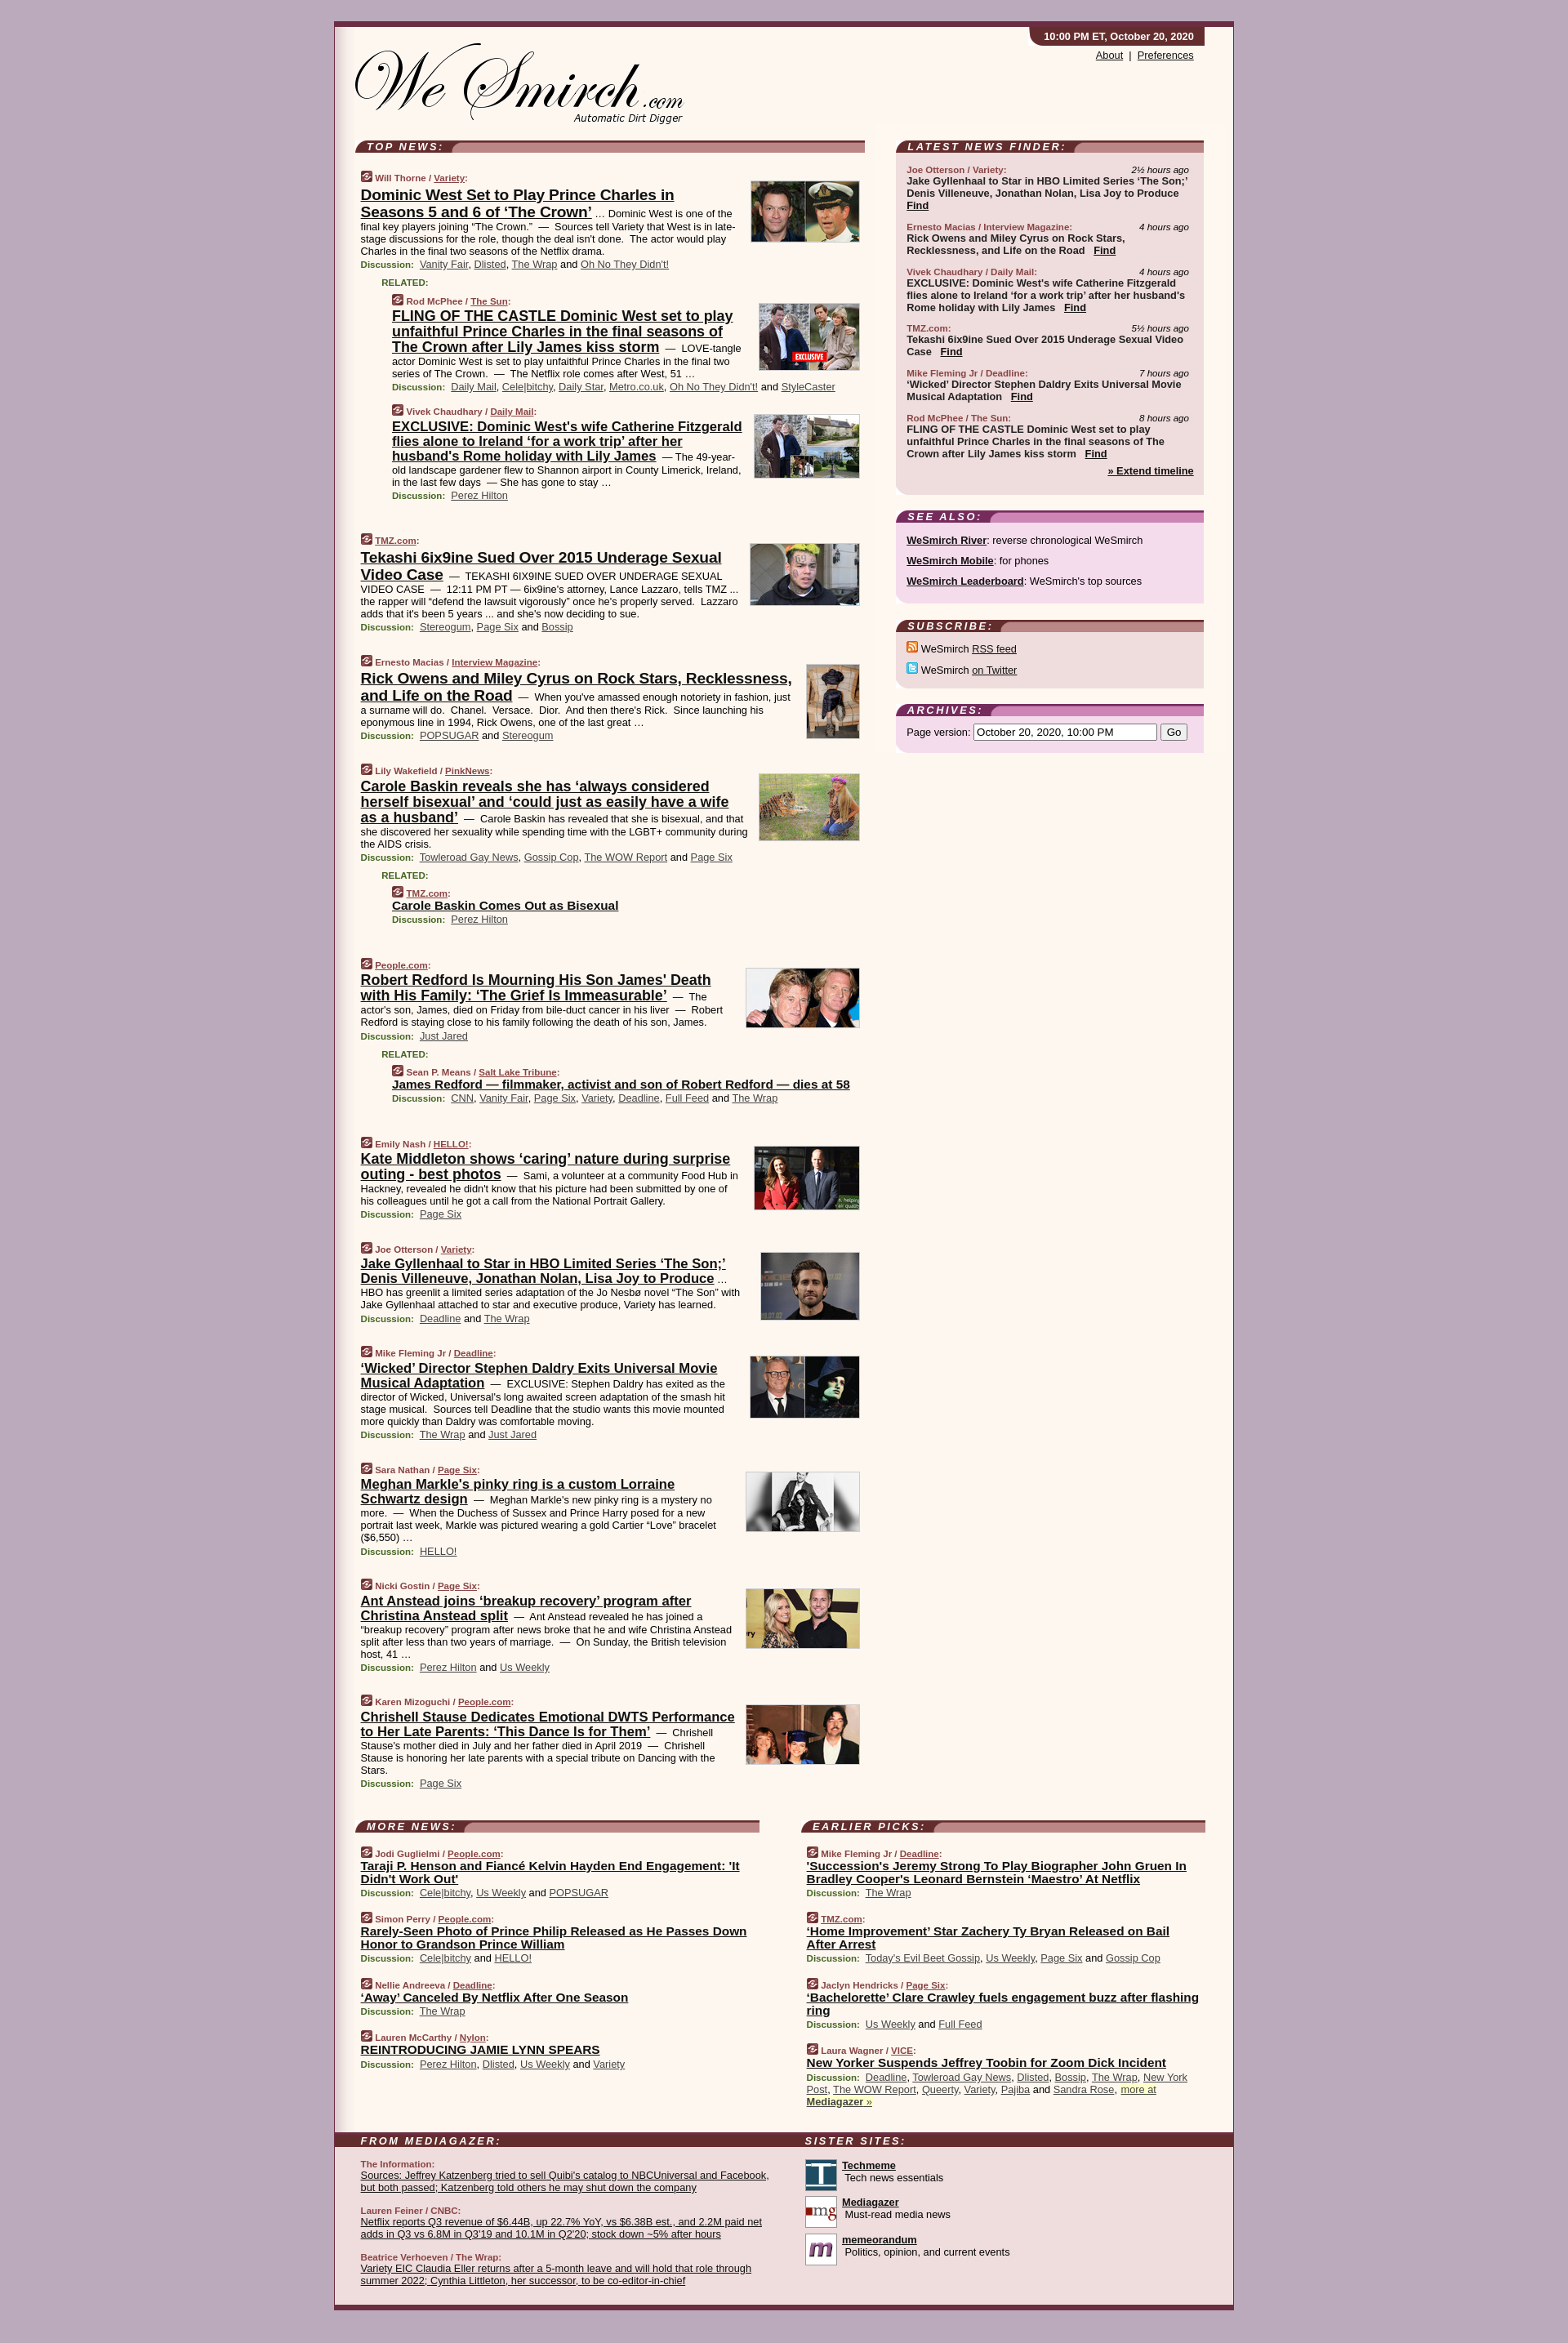 10:00 PM ET, October 20, 2020
About | Preferences
We Smirch.com
Automatic Dirt Digger
TOP NEWS:
Will Thorne / Variety:
Dominic West Set to Play Prince Charles in
Seasons 5 and 6 of ‘The Crown’ … Dominic West is one of the
final key players joining “The Crown.” — Sources tell Variety that West is in late-
stage discussions for the role, though the deal isn't done. The actor would play
Charles in the final two seasons of the Netflix drama.
Discussion: Vanity Fair, Dlisted, The Wrap and Oh No They Didn't!
RELATED:
Rod McPhee / The Sun:
FLING OF THE CASTLE Dominic West set to play
unfaithful Prince Charles in the final seasons of
The Crown after Lily James kiss storm — LOVE-tangle
actor Dominic West is set to play unfaithful Prince Charles in the final two
series of The Crown. — The Netflix role comes after West, 51 …
EXCLUSIVE
Discussion: Daily Mail, Cele|bitchy, Daily Star, Metro.co.uk, Oh No They Didn't! and StyleCaster
Vivek Chaudhary / Daily Mail:
EXCLUSIVE: Dominic West's wife Catherine Fitzgerald
flies alone to Ireland ‘for a work trip’ after her
husband's Rome holiday with Lily James — The 49-year-
old landscape gardener flew to Shannon airport in County Limerick, Ireland,
in the last few days — She has gone to stay …
Discussion: Perez Hilton
TMZ.com:
Tekashi 6ix9ine Sued Over 2015 Underage Sexual
Video Case — TEKASHI 6IX9INE SUED OVER UNDERAGE SEXUAL
VIDEO CASE — 12:11 PM PT — 6ix9ine's attorney, Lance Lazzaro, tells TMZ ...
the rapper will “defend the lawsuit vigorously” once he's properly served. Lazzaro
adds that it's been 5 years ... and she's now deciding to sue.
Discussion: Stereogum, Page Six and Bossip
Ernesto Macias / Interview Magazine:
Rick Owens and Miley Cyrus on Rock Stars, Recklessness,
and Life on the Road — When you've amassed enough notoriety in fashion, just
a surname will do. Chanel. Versace. Dior. And then there's Rick. Since launching his
eponymous line in 1994, Rick Owens, one of the last great …
Discussion: POPSUGAR and Stereogum
Lily Wakefield / PinkNews:
Carole Baskin reveals she has ‘always considered
herself bisexual’ and ‘could just as easily have a wife
as a husband’ — Carole Baskin has revealed that she is bisexual, and that
she discovered her sexuality while spending time with the LGBT+ community during
the AIDS crisis.
Discussion: Towleroad Gay News, Gossip Cop, The WOW Report and Page Six
RELATED:
TMZ.com:
Carole Baskin Comes Out as Bisexual
Discussion: Perez Hilton
People.com:
Robert Redford Is Mourning His Son James' Death
with His Family: ‘The Grief Is Immeasurable’ — The
actor's son, James, died on Friday from bile-duct cancer in his liver — Robert
Redford is staying close to his family following the death of his son, James.
Discussion: Just Jared
RELATED:
Sean P. Means / Salt Lake Tribune:
James Redford — filmmaker, activist and son of Robert Redford — dies at 58
Discussion: CNN, Vanity Fair, Page Six, Variety, Deadline, Full Feed and The Wrap
Emily Nash / HELLO!:
Kate Middleton shows ‘caring’ nature during surprise
outing - best photos — Sami, a volunteer at a community Food Hub in
Hackney, revealed he didn't know that his picture had been submitted by one of
his colleagues until he got a call from the National Portrait Gallery.
Discussion: Page Six
Joe Otterson / Variety:
Jake Gyllenhaal to Star in HBO Limited Series ‘The Son;’
Denis Villeneuve, Jonathan Nolan, Lisa Joy to Produce …
HBO has greenlit a limited series adaptation of the Jo Nesbø novel “The Son” with
Jake Gyllenhaal attached to star and executive produce, Variety has learned.
Discussion: Deadline and The Wrap
Mike Fleming Jr / Deadline:
‘Wicked’ Director Stephen Daldry Exits Universal Movie
Musical Adaptation — EXCLUSIVE: Stephen Daldry has exited as the
director of Wicked, Universal's long awaited screen adaptation of the smash hit
stage musical. Sources tell Deadline that the studio wants this movie mounted
more quickly than Daldry was comfortable moving.
Discussion: The Wrap and Just Jared
Sara Nathan / Page Six:
Meghan Markle's pinky ring is a custom Lorraine
Schwartz design — Meghan Markle's new pinky ring is a mystery no
more. — When the Duchess of Sussex and Prince Harry posed for a new
portrait last week, Markle was pictured wearing a gold Cartier “Love” bracelet
($6,550) …
Discussion: HELLO!
Nicki Gostin / Page Six:
Ant Anstead joins ‘breakup recovery’ program after
Christina Anstead split — Ant Anstead revealed he has joined a
“breakup recovery” program after news broke that he and wife Christina Anstead
split after less than two years of marriage. — On Sunday, the British television
host, 41 …
Discussion: Perez Hilton and Us Weekly
Karen Mizoguchi / People.com:
Chrishell Stause Dedicates Emotional DWTS Performance
to Her Late Parents: ‘This Dance Is for Them’ — Chrishell
Stause's mother died in July and her father died in April 2019 — Chrishell
Stause is honoring her late parents with a special tribute on Dancing with the
Stars.
Discussion: Page Six
LATEST NEWS FINDER:
Joe Otterson / Variety: 2½ hours ago
Jake Gyllenhaal to Star in HBO Limited Series ‘The Son;’
Denis Villeneuve, Jonathan Nolan, Lisa Joy to Produce
Find
Ernesto Macias / Interview Magazine: 4 hours ago
Rick Owens and Miley Cyrus on Rock Stars,
Recklessness, and Life on the Road Find
Vivek Chaudhary / Daily Mail: 4 hours ago
EXCLUSIVE: Dominic West's wife Catherine Fitzgerald
flies alone to Ireland ‘for a work trip’ after her husband's
Rome holiday with Lily James Find
TMZ.com: 5½ hours ago
Tekashi 6ix9ine Sued Over 2015 Underage Sexual Video
Case Find
Mike Fleming Jr / Deadline: 7 hours ago
‘Wicked’ Director Stephen Daldry Exits Universal Movie
Musical Adaptation Find
Rod McPhee / The Sun: 8 hours ago
FLING OF THE CASTLE Dominic West set to play
unfaithful Prince Charles in the final seasons of The
Crown after Lily James kiss storm Find
» Extend timeline
SEE ALSO:
WeSmirch River: reverse chronological WeSmirch
WeSmirch Mobile: for phones
WeSmirch Leaderboard: WeSmirch's top sources
SUBSCRIBE:
WeSmirch RSS feed
WeSmirch on Twitter
ARCHIVES:
Page version: October 20, 2020, 10:00 PM Go
MORE NEWS:
Jodi Guglielmi / People.com:
Taraji P. Henson and Fiancé Kelvin Hayden End Engagement: 'It
Didn't Work Out'
Discussion: Cele|bitchy, Us Weekly and POPSUGAR
Simon Perry / People.com:
Rarely-Seen Photo of Prince Philip Released as He Passes Down
Honor to Grandson Prince William
Discussion: Cele|bitchy and HELLO!
Nellie Andreeva / Deadline:
‘Away’ Canceled By Netflix After One Season
Discussion: The Wrap
Lauren McCarthy / Nylon:
REINTRODUCING JAMIE LYNN SPEARS
Discussion: Perez Hilton, Dlisted, Us Weekly and Variety
EARLIER PICKS:
Mike Fleming Jr / Deadline:
'Succession's Jeremy Strong To Play Biographer John Gruen In
Bradley Cooper's Leonard Bernstein ‘Maestro’ At Netflix
Discussion: The Wrap
TMZ.com:
‘Home Improvement’ Star Zachery Ty Bryan Released on Bail
After Arrest
Discussion: Today's Evil Beet Gossip, Us Weekly, Page Six and Gossip Cop
Jaclyn Hendricks / Page Six:
‘Bachelorette’ Clare Crawley fuels engagement buzz after flashing
ring
Discussion: Us Weekly and Full Feed
Laura Wagner / VICE:
New Yorker Suspends Jeffrey Toobin for Zoom Dick Incident
Discussion: Deadline, Towleroad Gay News, Dlisted, Bossip, The Wrap, New York
Post, The WOW Report, Queerty, Variety, Pajiba and Sandra Rose, more at
Mediagazer »
FROM MEDIAGAZER:
The Information:
Sources: Jeffrey Katzenberg tried to sell Quibi's catalog to NBCUniversal and Facebook,
but both passed; Katzenberg told others he may shut down the company
Lauren Feiner / CNBC:
Netflix reports Q3 revenue of $6.44B, up 22.7% YoY, vs $6.38B est., and 2.2M paid net
adds in Q3 vs 6.8M in Q3'19 and 10.1M in Q2'20; stock down ~5% after hours
Beatrice Verhoeven / The Wrap:
Variety EIC Claudia Eller returns after a 5-month leave and will hold that role through
summer 2022; Cynthia Littleton, her successor, to be co-editor-in-chief
SISTER SITES:
T
Techmeme
Tech news essentials
mg
Mediagazer
Must-read media news
m
memeorandum
Politics, opinion, and current events